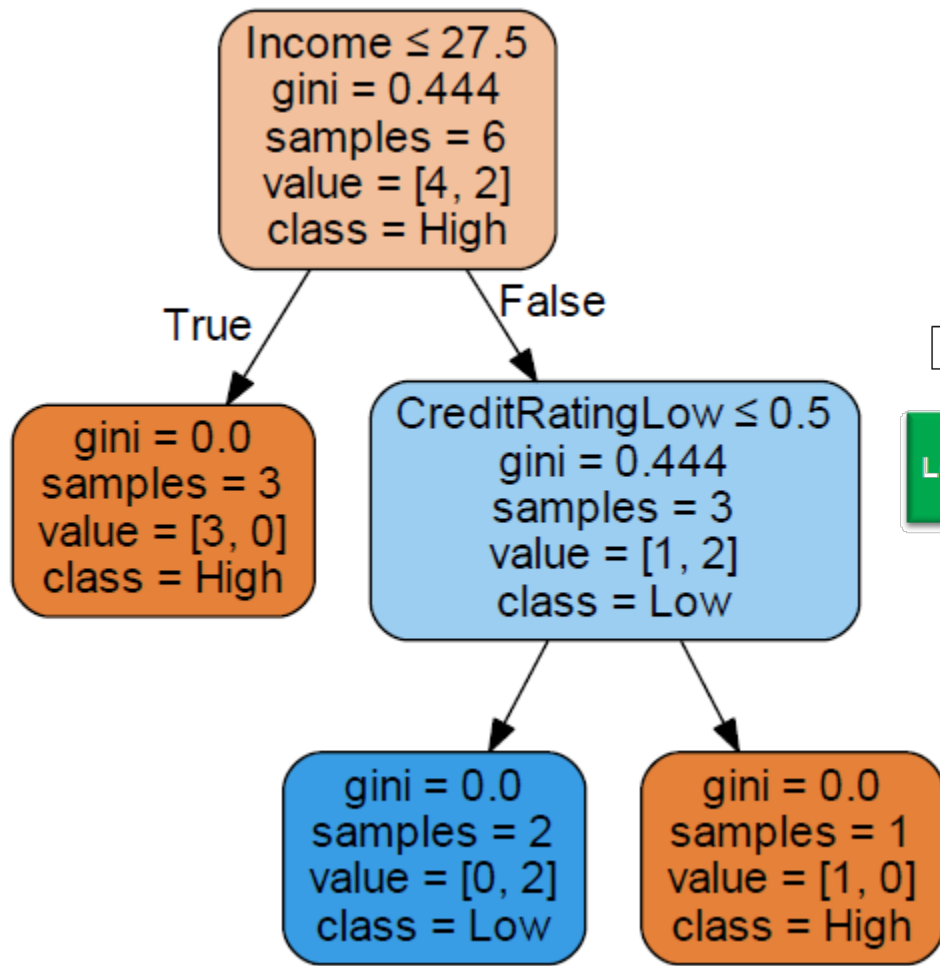 Income ≤ 27.5
gini = 0.444
samples = 6
value = [4, 2]
class = High
True
False
gini = 0.0
samples = 3
value = [3, 0]
class = High
CreditRatingLow ≤ 0.5
gini = 0.444
samples = 3
value = [1, 2]
class = Low
L
gini = 0.0
samples = 2
value = [0, 2]
class = Low
gini = 0.0
samples = 1
value = [1, 0]
class = High